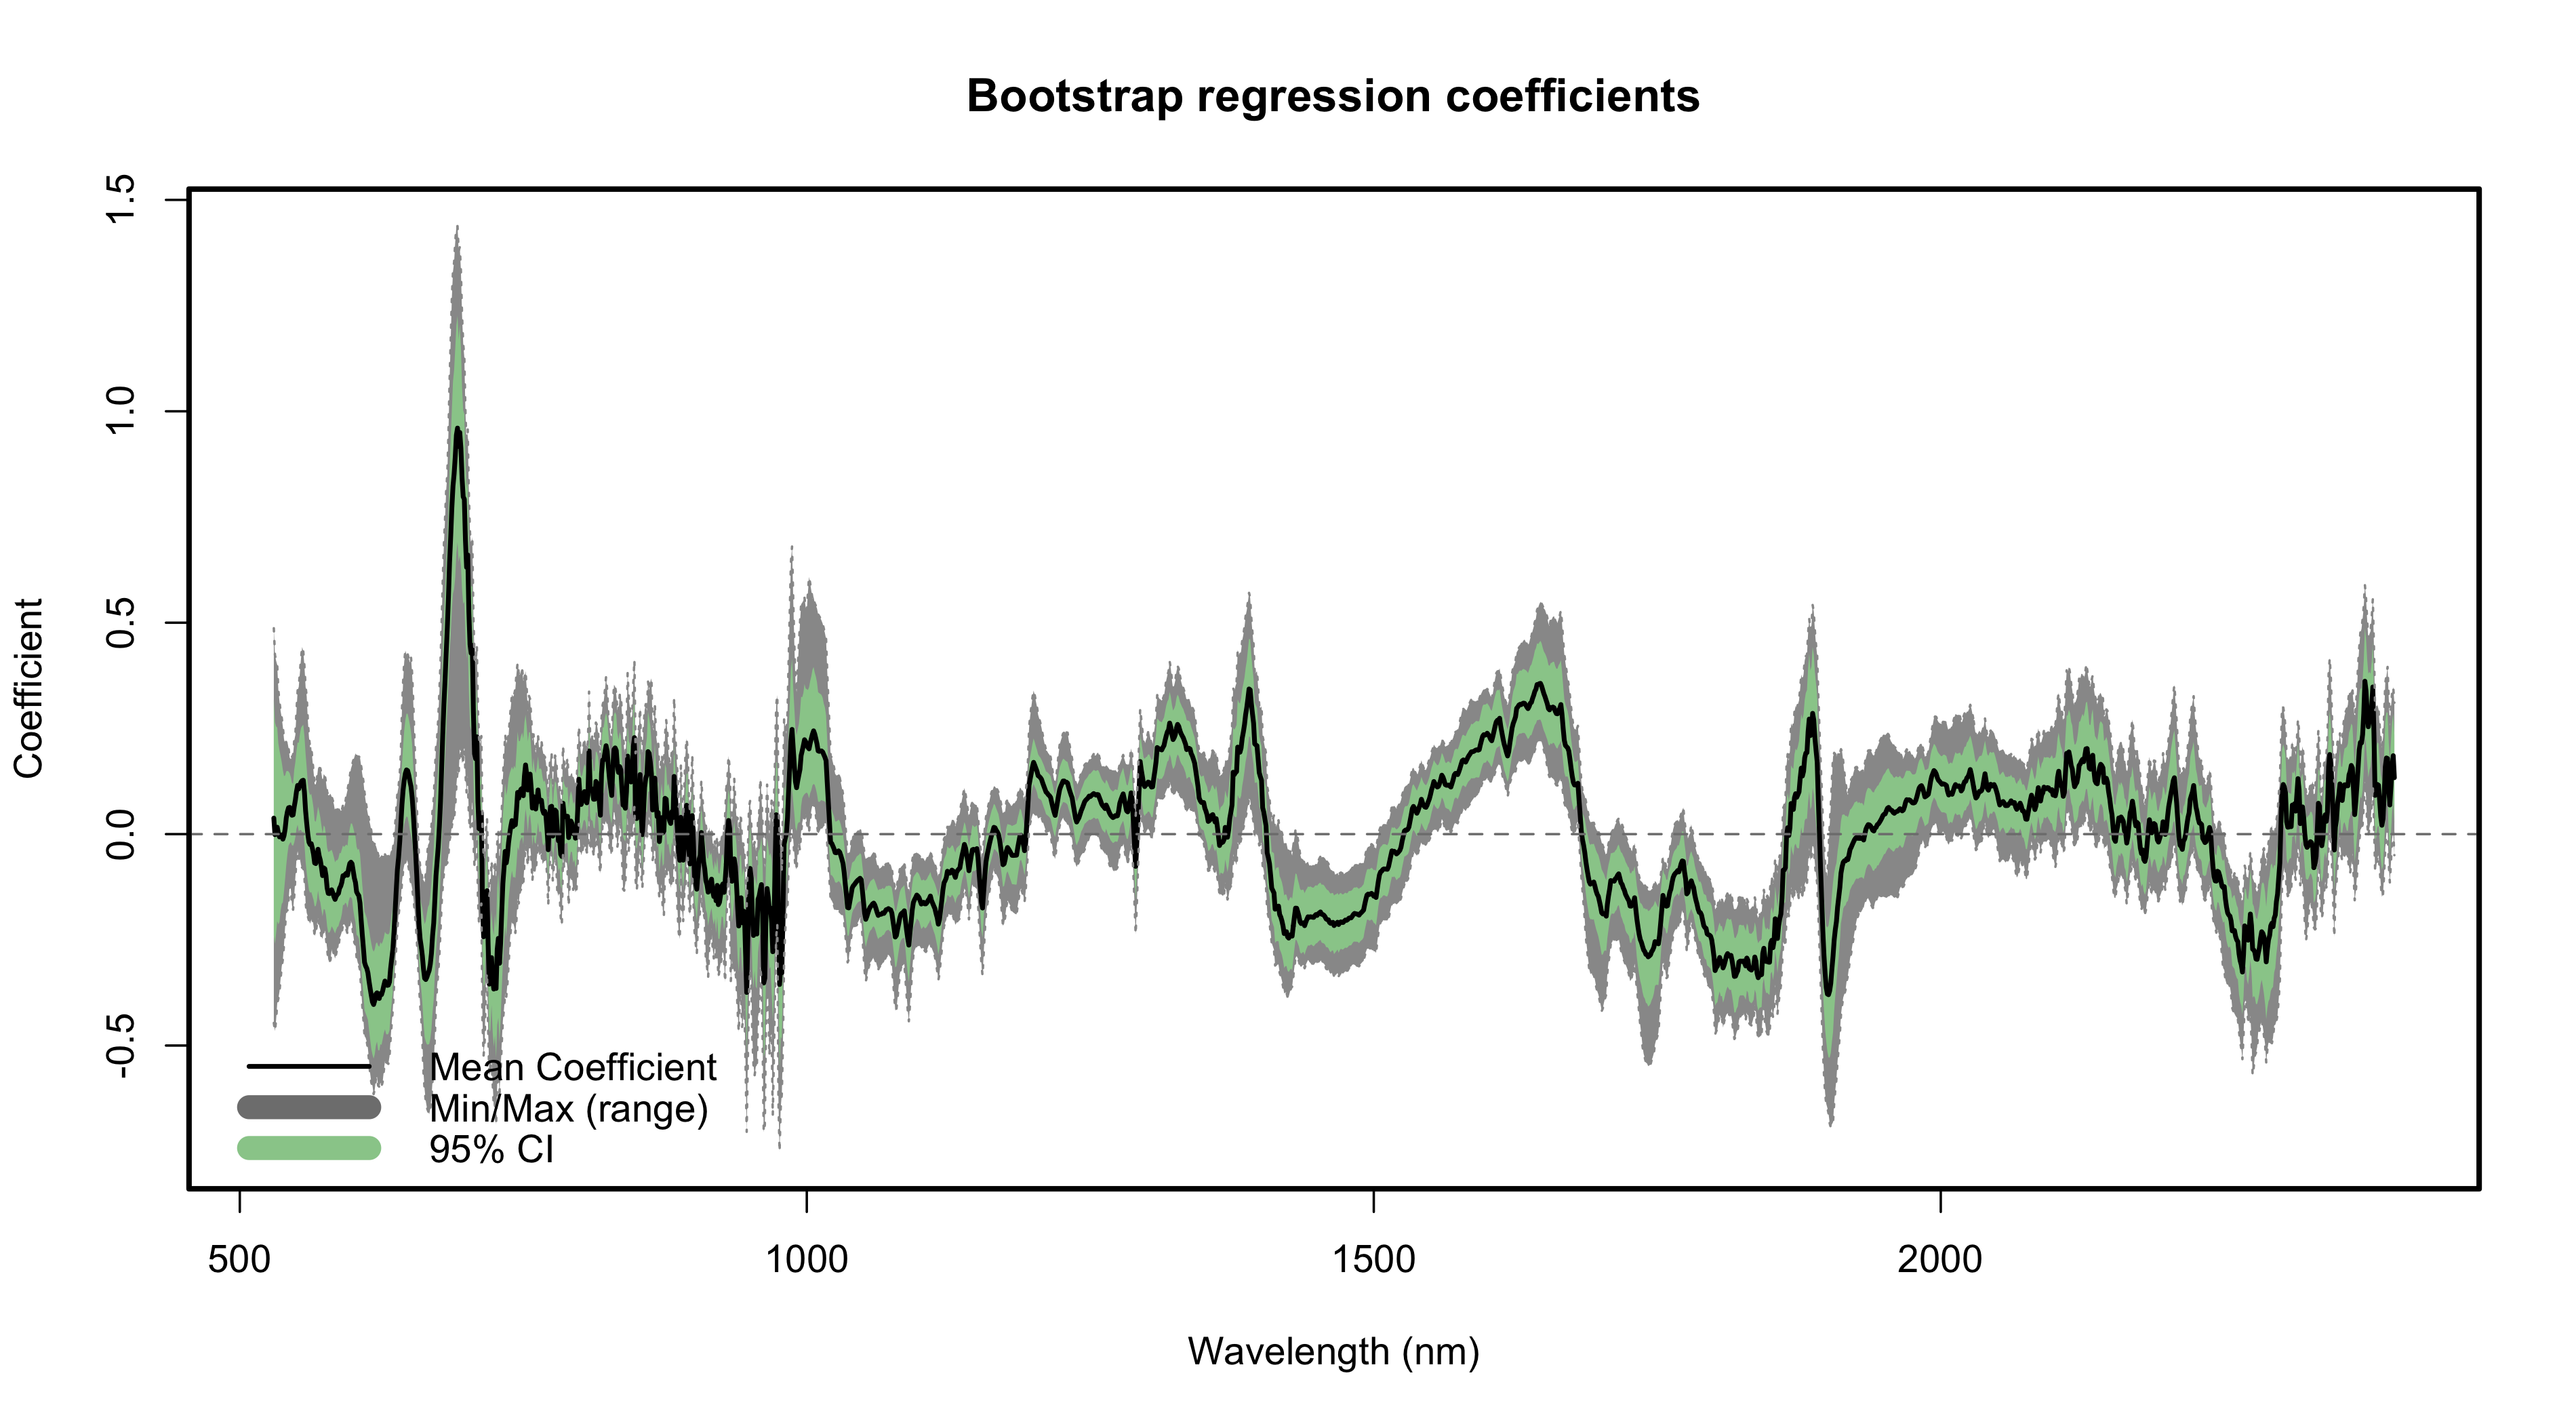 Bootstrap regression coefficients
Coefficient
1.5
1.0
0.5
0.0
-0.5
Mean Coefficient
Min/Max (range)
95% CI
500 1000 1500 2000
Wavelength (nm)